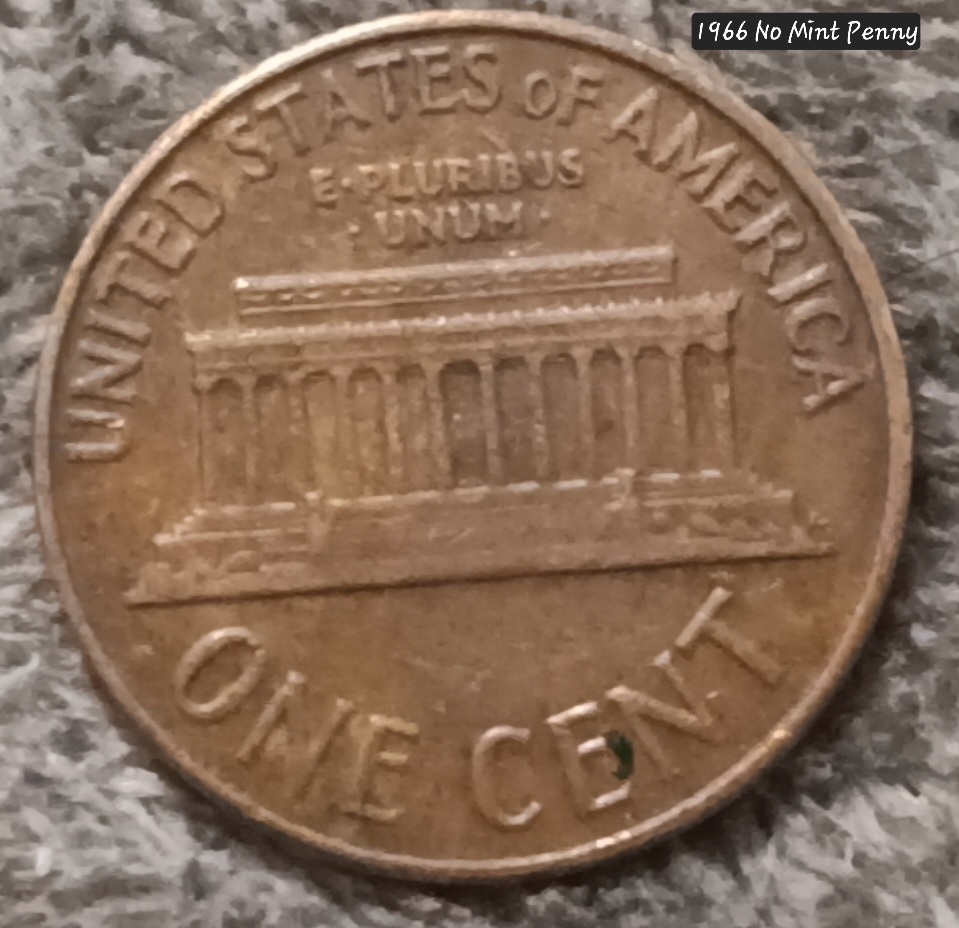 1966 No Mint Penny
UNITED STATES OF AMERICA
E·PLURIBUS
·UNUM·
ONE CENT